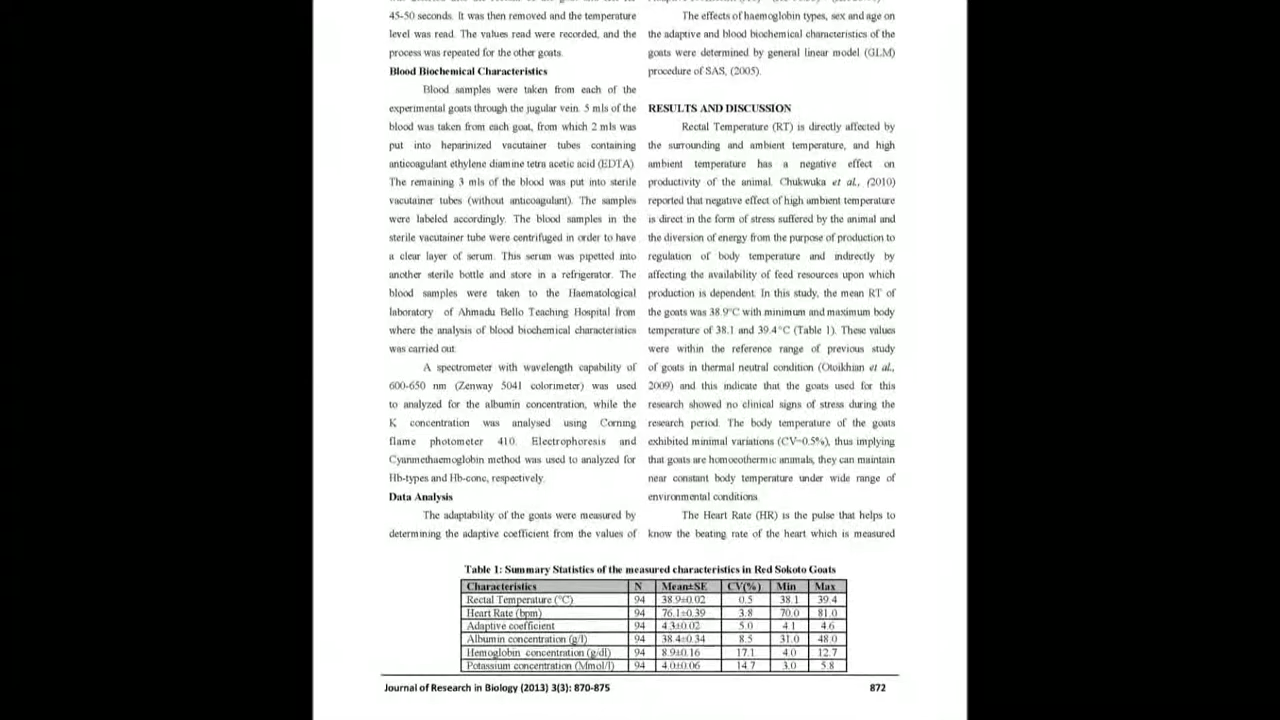 45-50 seconds. It was then removed and the temperature
level was read. The values read were recorded, and the
process was repeated for the other goats.
Blood Biochemical Characteristics
Blood samples were taken from each of the
experimental goats through the jugular vein. 5 mls of the
blood was taken from each goat, from which 2 mls was
put into heparinized vacutainer tubes containing
anticoagulant ethylene diamine tetra acetic acid (EDTA).
The remaining 3 mls of the blood was put into sterile
vacutainer tubes (without anticoagulant). The samples
were labeled accordingly. The blood samples in the
sterile vacutainer tube were centrifuged in order to have
a clear layer of serum. This serum was pipetted into
another sterile bottle and store in a refrigerator. The
blood samples were taken to the Haematological
laboratory of Ahmadu Bello Teaching Hospital from
where the analysis of blood biochemical characteristics
was carried out.
A spectrometer with wavelength capability of
600-650 nm (Zenway 5041 colorimeter) was used
to analyzed for the albumin concentration, while the
K concentration was analysed using Corning
flame photometer 410. Electrophoresis and
Cyanmethaemoglobin method was used to analyzed for
Hb-types and Hb-conc, respectively.
Data Analysis
The adaptability of the goats were measured by
determining the adaptive coefficient from the values of
The effects of haemoglobin types, sex and age on
the adaptive and blood biochemical characteristics of the
goats were determined by general linear model (GLM)
procedure of SAS, (2005).
RESULTS AND DISCUSSION
Rectal Temperature (RT) is directly affected by
the surrounding and ambient temperature, and high
ambient temperature has a negative effect on
productivity of the animal. Chukwuka et al., (2010)
reported that negative effect of high ambient temperature
is direct in the form of stress suffered by the animal and
the diversion of energy from the purpose of production to
regulation of body temperature and indirectly by
affecting the availability of feed resources upon which
production is dependent. In this study, the mean RT of
the goats was 38.9°C with minimum and maximum body
temperature of 38.1 and 39.4°C (Table 1). These values
were within the reference range of previous study
of goats in thermal neutral condition (Otoikhian et al.,
2009) and this indicate that the goats used for this
research showed no clinical signs of stress during the
research period. The body temperature of the goats
exhibited minimal variations (CV=0.5%), thus implying
that goats are homoeothermic animals, they can maintain
near constant body temperature under wide range of
environmental conditions.
The Heart Rate (HR) is the pulse that helps to
know the beating rate of the heart which is measured
Table 1: Summary Statistics of the measured characteristics in Red Sokoto Goats
Characteristics N Mean±SE CV(%) Min Max
Rectal Temperature (°C) 94 38.9±0.02 0.5 38.1 39.4
Heart Rate (bpm) 94 76.1±0.39 3.8 70.0 81.0
Adaptive coefficient 94 4.3±0.02 5.0 4.1 4.6
Albumin concentration (g/l) 94 38.4±0.34 8.5 31.0 48.0
Hemoglobin concentration (g/dl) 94 8.9±0.16 17.1 4.0 12.7
Potassium concentration (Mmol/l) 94 4.0±0.06 14.7 3.0 5.8
Journal of Research in Biology (2013) 3(3): 870-875
872